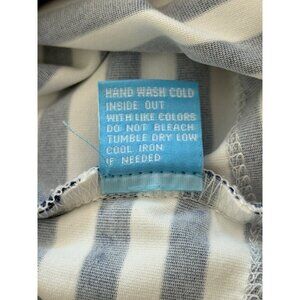 HAND WASH COLD
INSIDE OUT
WITH LIKE COLORS
DO NOT BLEACH
TUMBLE DRY LOW
COOL IRON
IF NEEDED